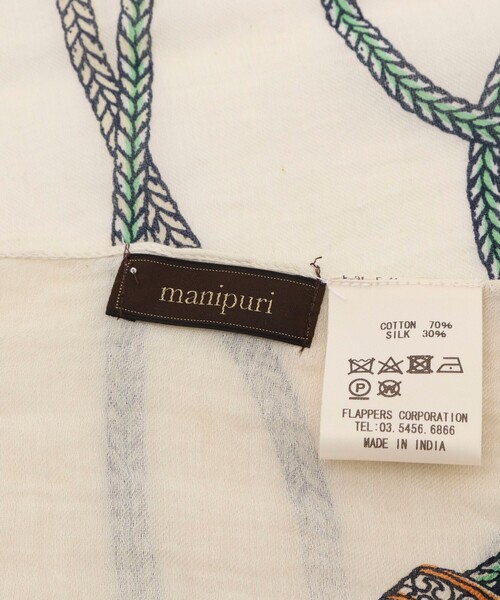 manipuri
COTTON 70%
SILK 30%
P W
FLAPPERS CORPORATION
TEL:03.5456.6866
MADE IN INDIA